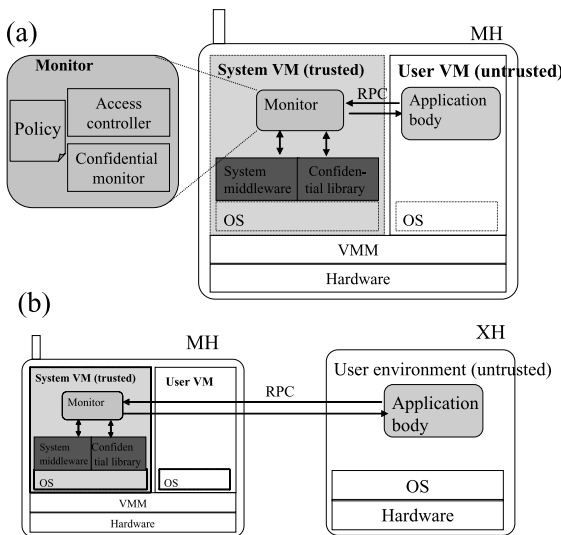 (a)
MH
Monitor
Policy
Access
controller
Confidential
monitor
System VM (trusted)
User VM (untrusted)
Monitor
RPC
Application
body
System
middleware
Confiden-
tial library
OS
OS
VMM
Hardware
(b)
MH
XH
System VM (trusted)
User VM
Monitor
System
middleware
Confiden
tial library
OS
OS
VMM
Hardware
RPC
User environment (untrusted)
Application
body
OS
Hardware